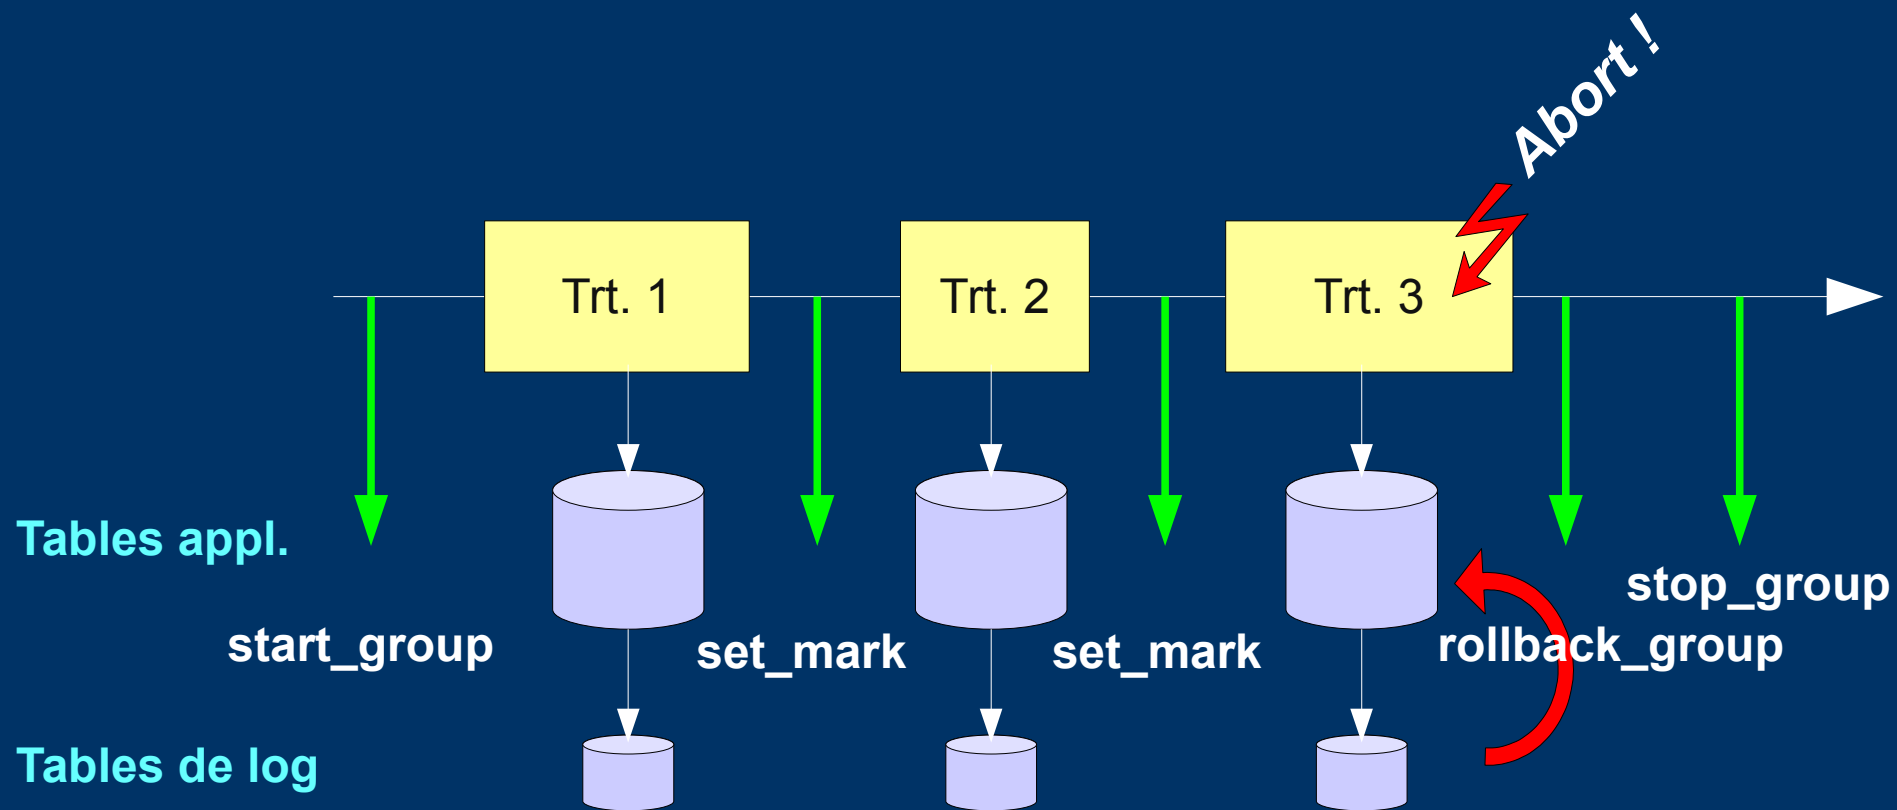 Abort !
Trt. 1
Trt. 2
Trt. 3
Tables appl.
start_group
set_mark
set_mark
rollback_group
stop_group
Tables de log